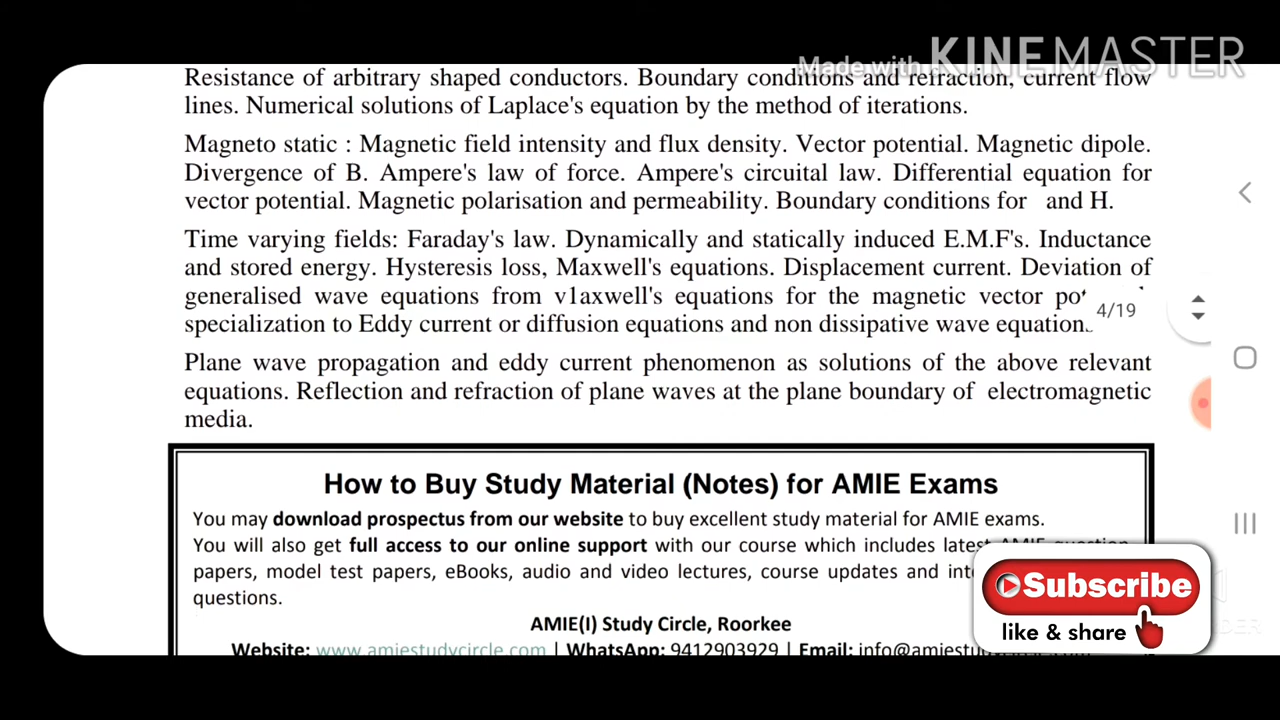 Made with KINEMASTER
Resistance of arbitrary shaped conductors. Boundary conditions and refraction, current flow
lines. Numerical solutions of Laplace's equation by the method of iterations.
Magneto static : Magnetic field intensity and flux density. Vector potential. Magnetic dipole.
Divergence of B. Ampere's law of force. Ampere's circuital law. Differential equation for
vector potential. Magnetic polarisation and permeability. Boundary conditions for and H.
Time varying fields: Faraday's law. Dynamically and statically induced E.M.F's. Inductance
and stored energy. Hysteresis loss, Maxwell's equations. Displacement current. Deviation of
generalised wave equations from v1axwell's equations for the magnetic vector
4/19
specialization to Eddy current or diffusion equations and non dissipative wave equation
Plane wave propagation and eddy current phenomenon as solutions of the above relevant
equations. Reflection and refraction of plane waves at the plane boundary of electromagnetic
media.
How to Buy Study Material (Notes) for AMIE Exams
You may download prospectus from our website to buy excellent study material for AMIE exams.
You will also get full access to our online support with our course which includes latest AMIE question
papers, model test papers, eBooks, audio and video lectures, course updates and
questions.
Subscribe
like & share
AMIE(I) Study Circle, Roorkee
Website: www.amiestudycircle.com | WhatsApp: 9412903929 | Email: